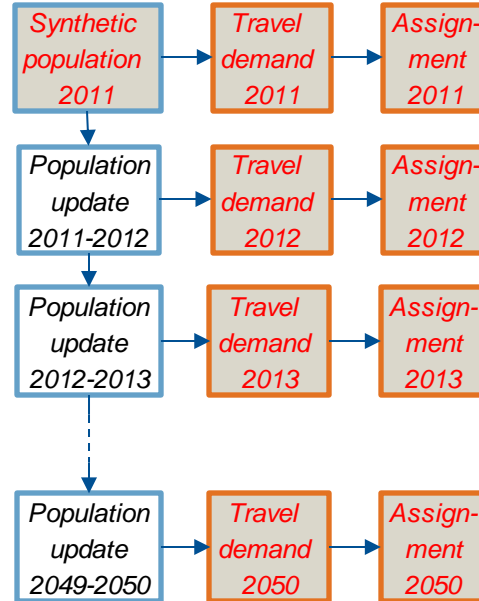 Synthetic
population
2011
Travel
demand
2011
Assign-
ment
2011
Population
update
2011-2012
Travel
demand
2012
Assign-
ment
2012
Population
update
2012-2013
Travel
demand
2013
Assign-
ment
2013
Population
update
2049-2050
Travel
demand
2050
Assign-
ment
2050